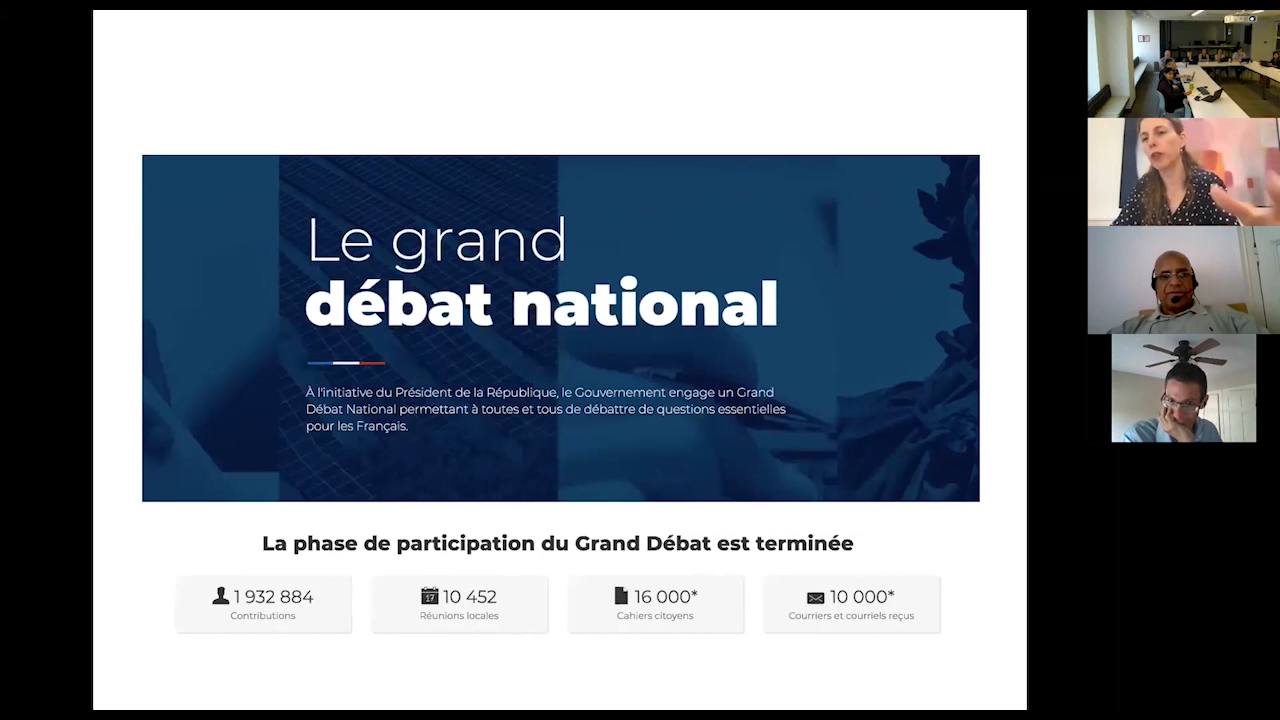 Le grand
débat national
À l'initiative du Président de la République, le Gouvernement engage un Grand
Débat National permettant à toutes et tous de débattre de questions essentielles
pour les Français.
La phase de participation du Grand Débat est terminée
1 932 884
Contributions
17
10 452
Réunions locales
16 000*
Cahiers citoyens
10 000*
Courriers et courriels reçus